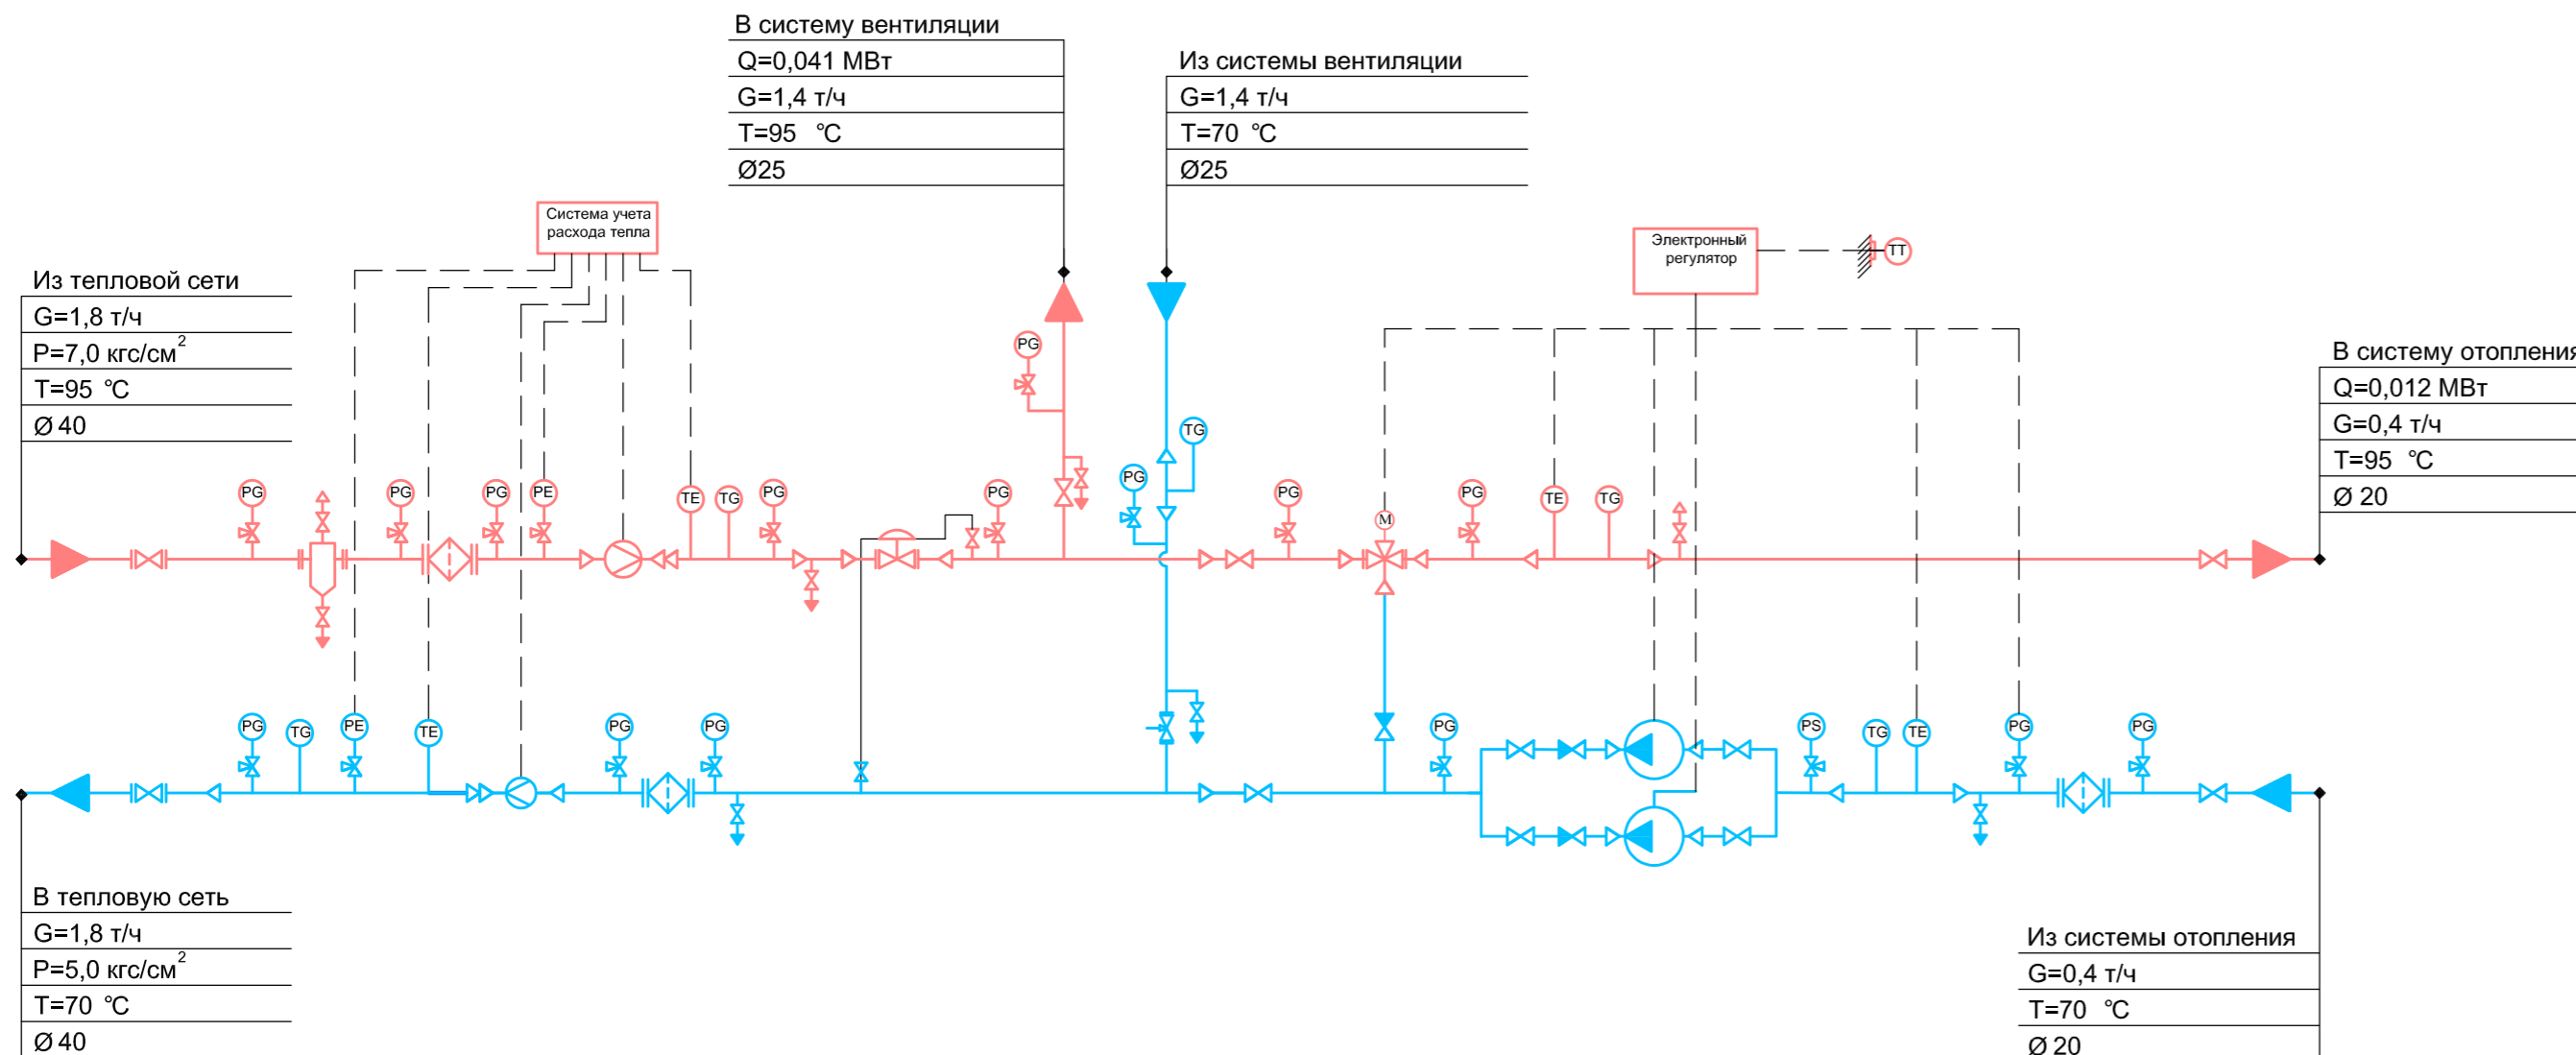 В систему вентиляции
Q=0,041 МВт
G=1,4 т/ч
T=95 °C
Ø25
Из системы вентиляции
G=1,4 т/ч
T=70 °C
Ø25
Система учета
расхода тепла
Электронный
регулятор
TT
Из тепловой сети
G=1,8 т/ч
P=7,0 кгс/см²
T=95 °C
Ø 40
В систему отопления
Q=0,012 МВт
G=0,4 т/ч
T=95 °C
Ø 20
PG
TG
PG
PG
PG
PG
PE
TE
TG
PG
PG
PG
M
PG
TE
TG
PG
TG
PE
TE
PG
PG
PG
PS
TG
TE
PG
PG
В тепловую сеть
G=1,8 т/ч
P=5,0 кгс/см²
T=70 °C
Ø 40
Из системы отопления
G=0,4 т/ч
T=70 °C
Ø 20